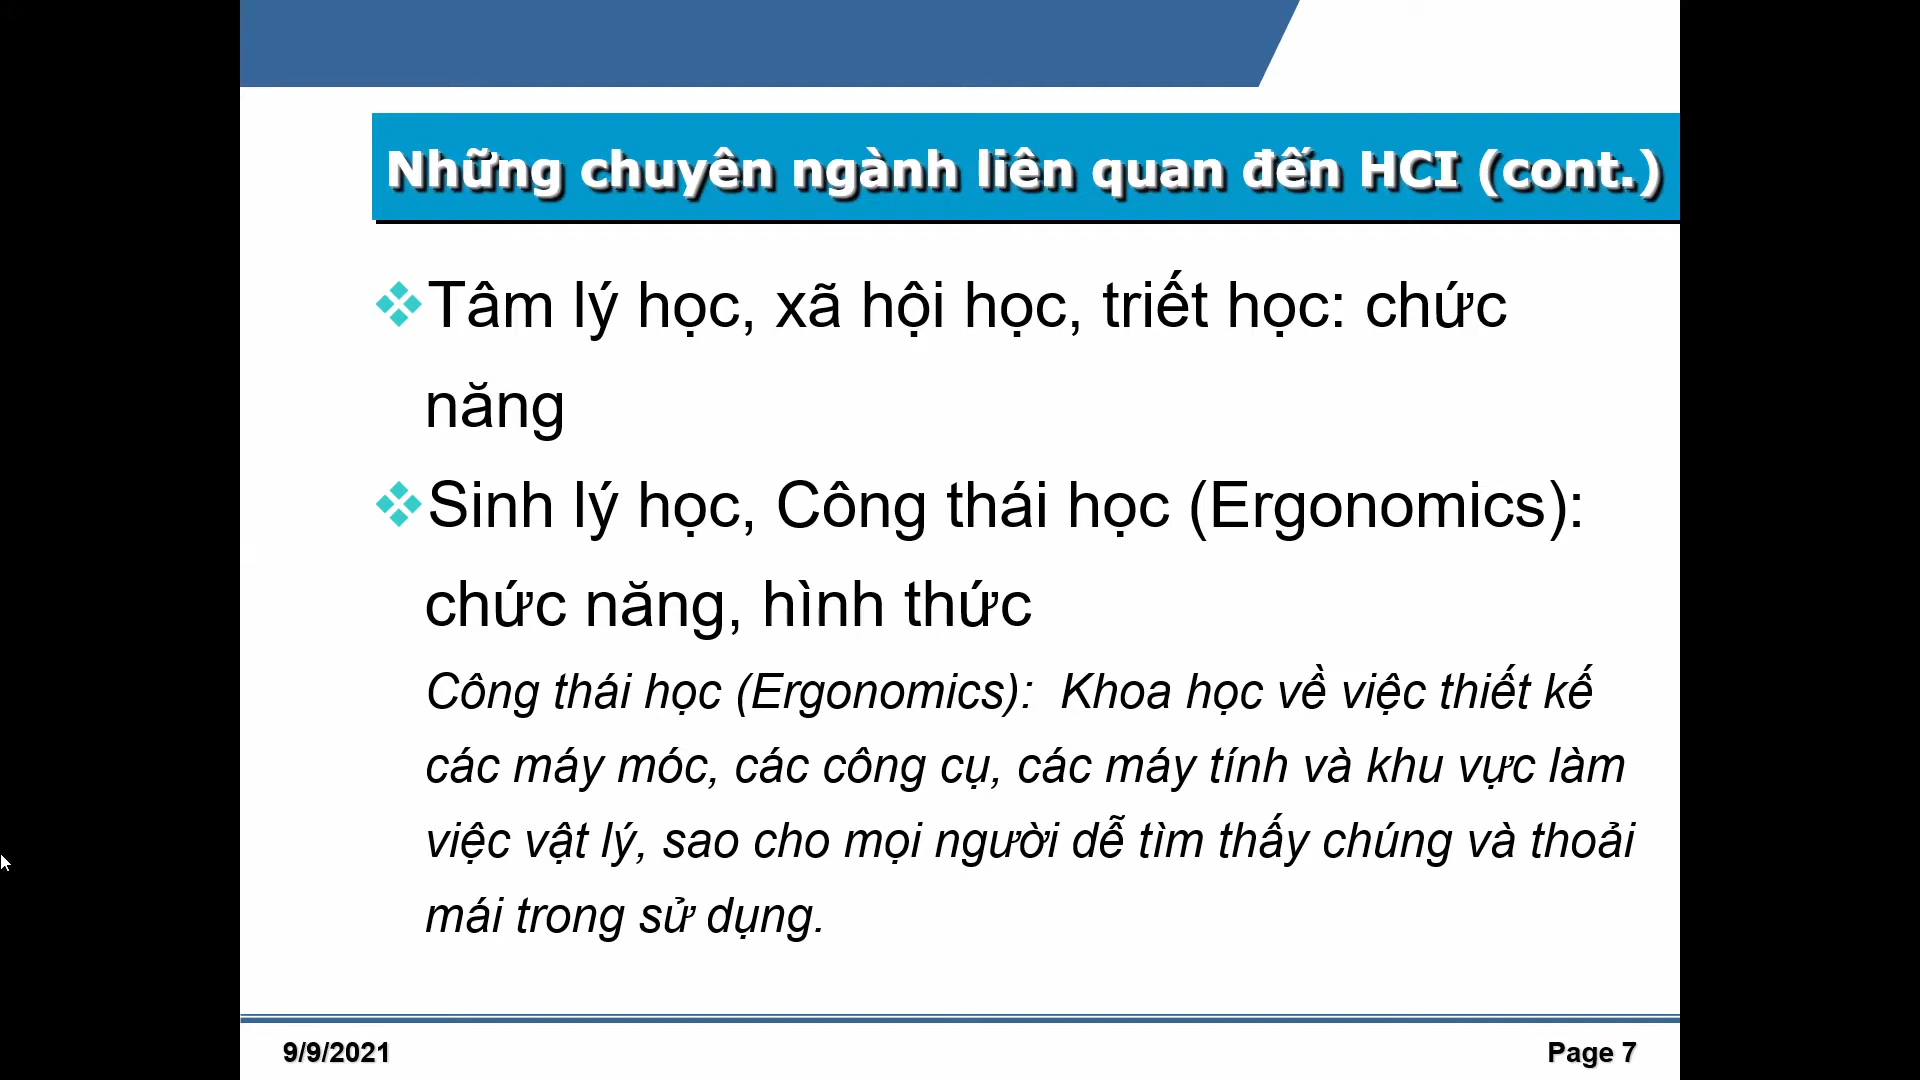 Những chuyên ngành liên quan đến HCI (cont.)
Tâm lý học, xã hội học, triết học: chức
năng
Sinh lý học, Công thái học (Ergonomics):
chức năng, hình thức
Công thái học (Ergonomics):  Khoa học về việc thiết kế
các máy móc, các công cụ, các máy tính và khu vực làm
việc vật lý, sao cho mọi người dễ tìm thấy chúng và thoải
mái trong sử dụng.
9/9/2021
Page 7